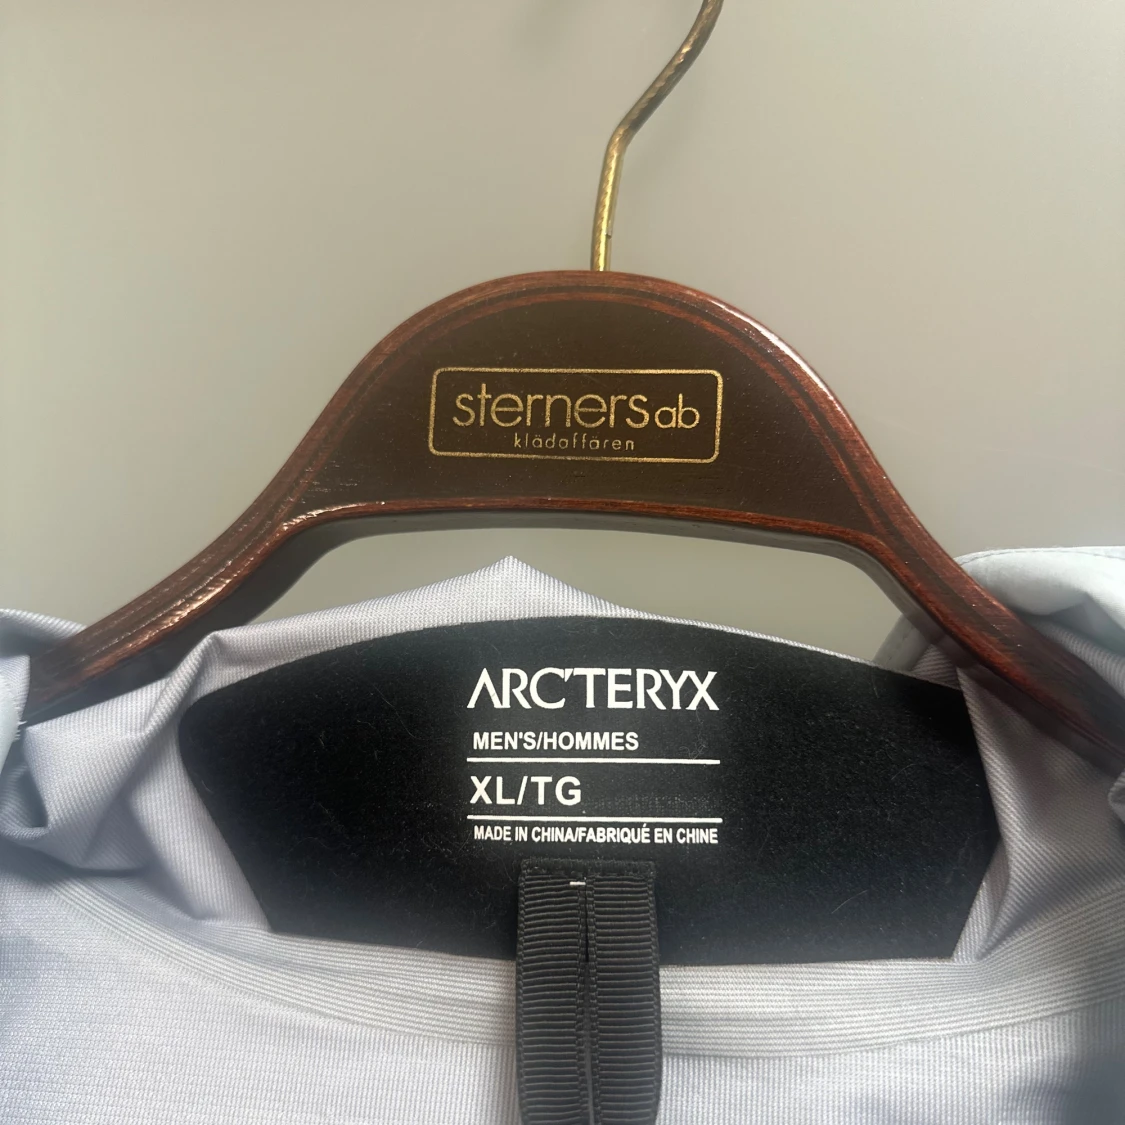 sterners ab
klädaffären
ARC'TERYX
MEN'S/HOMMES
XL/TG
MADE IN CHINA/FABRIQUÉ EN CHINE